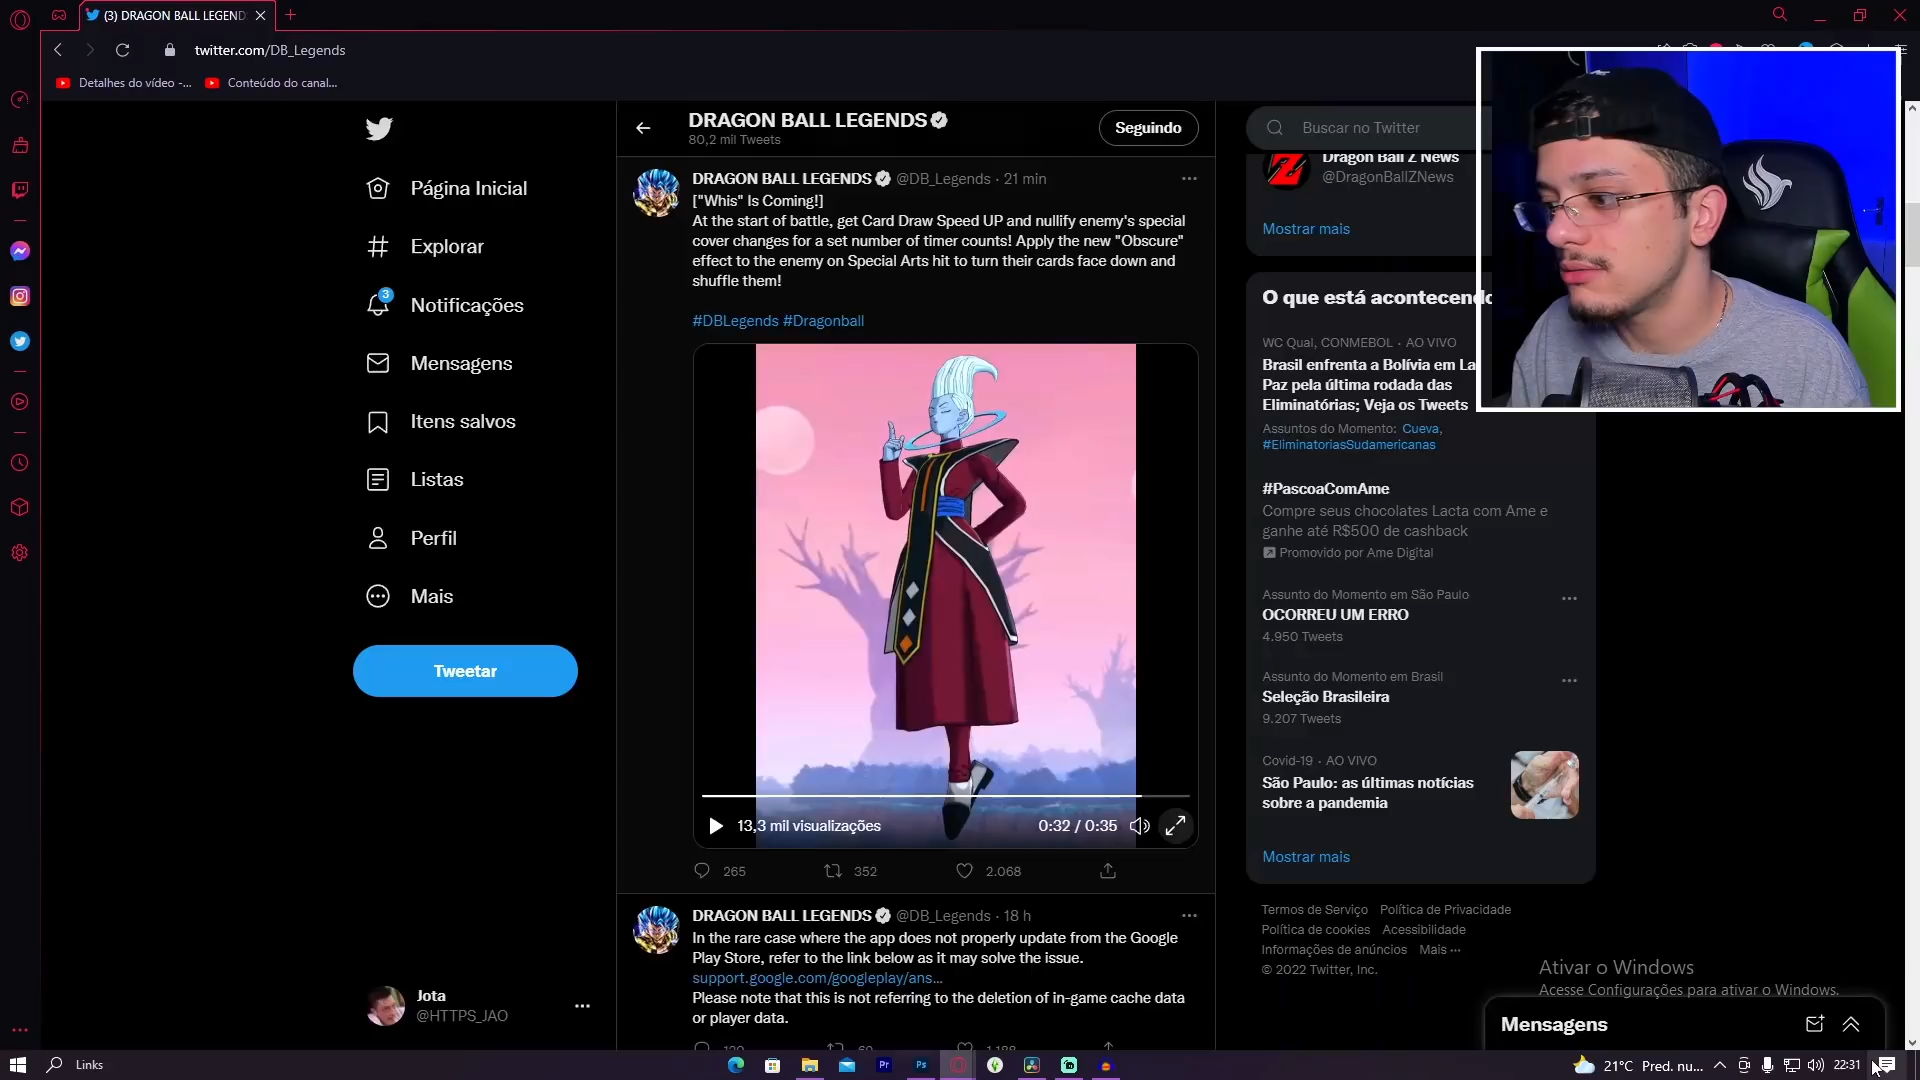 (3) DRAGON BALL LEGEND
twitter.com/DB_Legends
Detalhes do vídeo -...
Conteúdo do canal...
DRAGON BALL LEGENDS
80,2 mil Tweets
Seguindo
Buscar no Twitter
Página Inicial
Explorar
3
Notificações
Mensagens
Itens salvos
Listas
Perfil
Mais
Tweetar
Jota
@HTTPS_JAO
DRAGON BALL LEGENDS @DB_Legends · 21 min
["Whis" Is Coming!]
At the start of battle, get Card Draw Speed UP and nullify enemy's special
cover changes for a set number of timer counts! Apply the new "Obscure"
effect to the enemy on Special Arts hit to turn their cards face down and
shuffle them!
#DBLegends #Dragonball
13,3 mil visualizações
0:32 / 0:35
265
352
2.068
DRAGON BALL LEGENDS @DB_Legends · 18 h
In the rare case where the app does not properly update from the Google
Play Store, refer to the link below as it may solve the issue.
support.google.com/googleplay/ans...
Please note that this is not referring to the deletion of in-game cache data
or player data.
Dragon Ball Z News
@DragonBallZNews
Mostrar mais
O que está acontecendo
WC Qual, CONMEBOL · AO VIVO
Brasil enfrenta a Bolívia em La
Paz pela última rodada das
Eliminatórias; Veja os Tweets
Assuntos do Momento: Cueva,
#EliminatoriasSudamericanas
#PascoaComAme
Compre seus chocolates Lacta com Ame e
ganhe até R$500 de cashback
Promovido por Ame Digital
Assunto do Momento em São Paulo
OCORREU UM ERRO
4.950 Tweets
Assunto do Momento em Brasil
Seleção Brasileira
9.207 Tweets
Covid-19 · AO VIVO
São Paulo: as últimas notícias
sobre a pandemia
Mostrar mais
Termos de Serviço Política de Privacidade
Política de cookies Acessibilidade
Informações de anúncios Mais ···
© 2022 Twitter, Inc.
Ativar o Windows
Acesse Configurações para ativar o Windows.
Mensagens
Links
Pr
Ps
21°C Pred. nu...
22:31